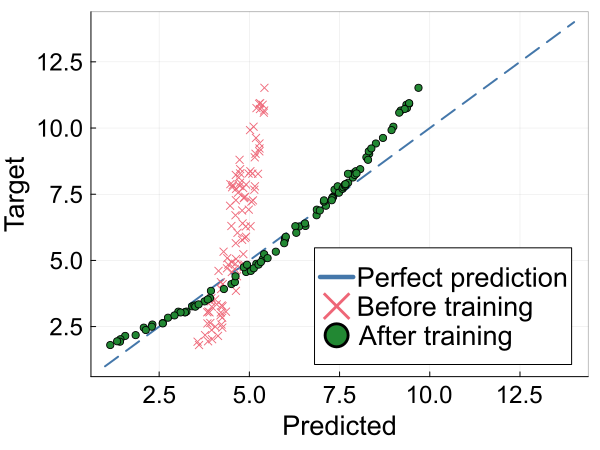 12.5
10.0
7.5
5.0
2.5
Target
Perfect prediction
Before training
After training
2.5 5.0 7.5 10.0 12.5
Predicted